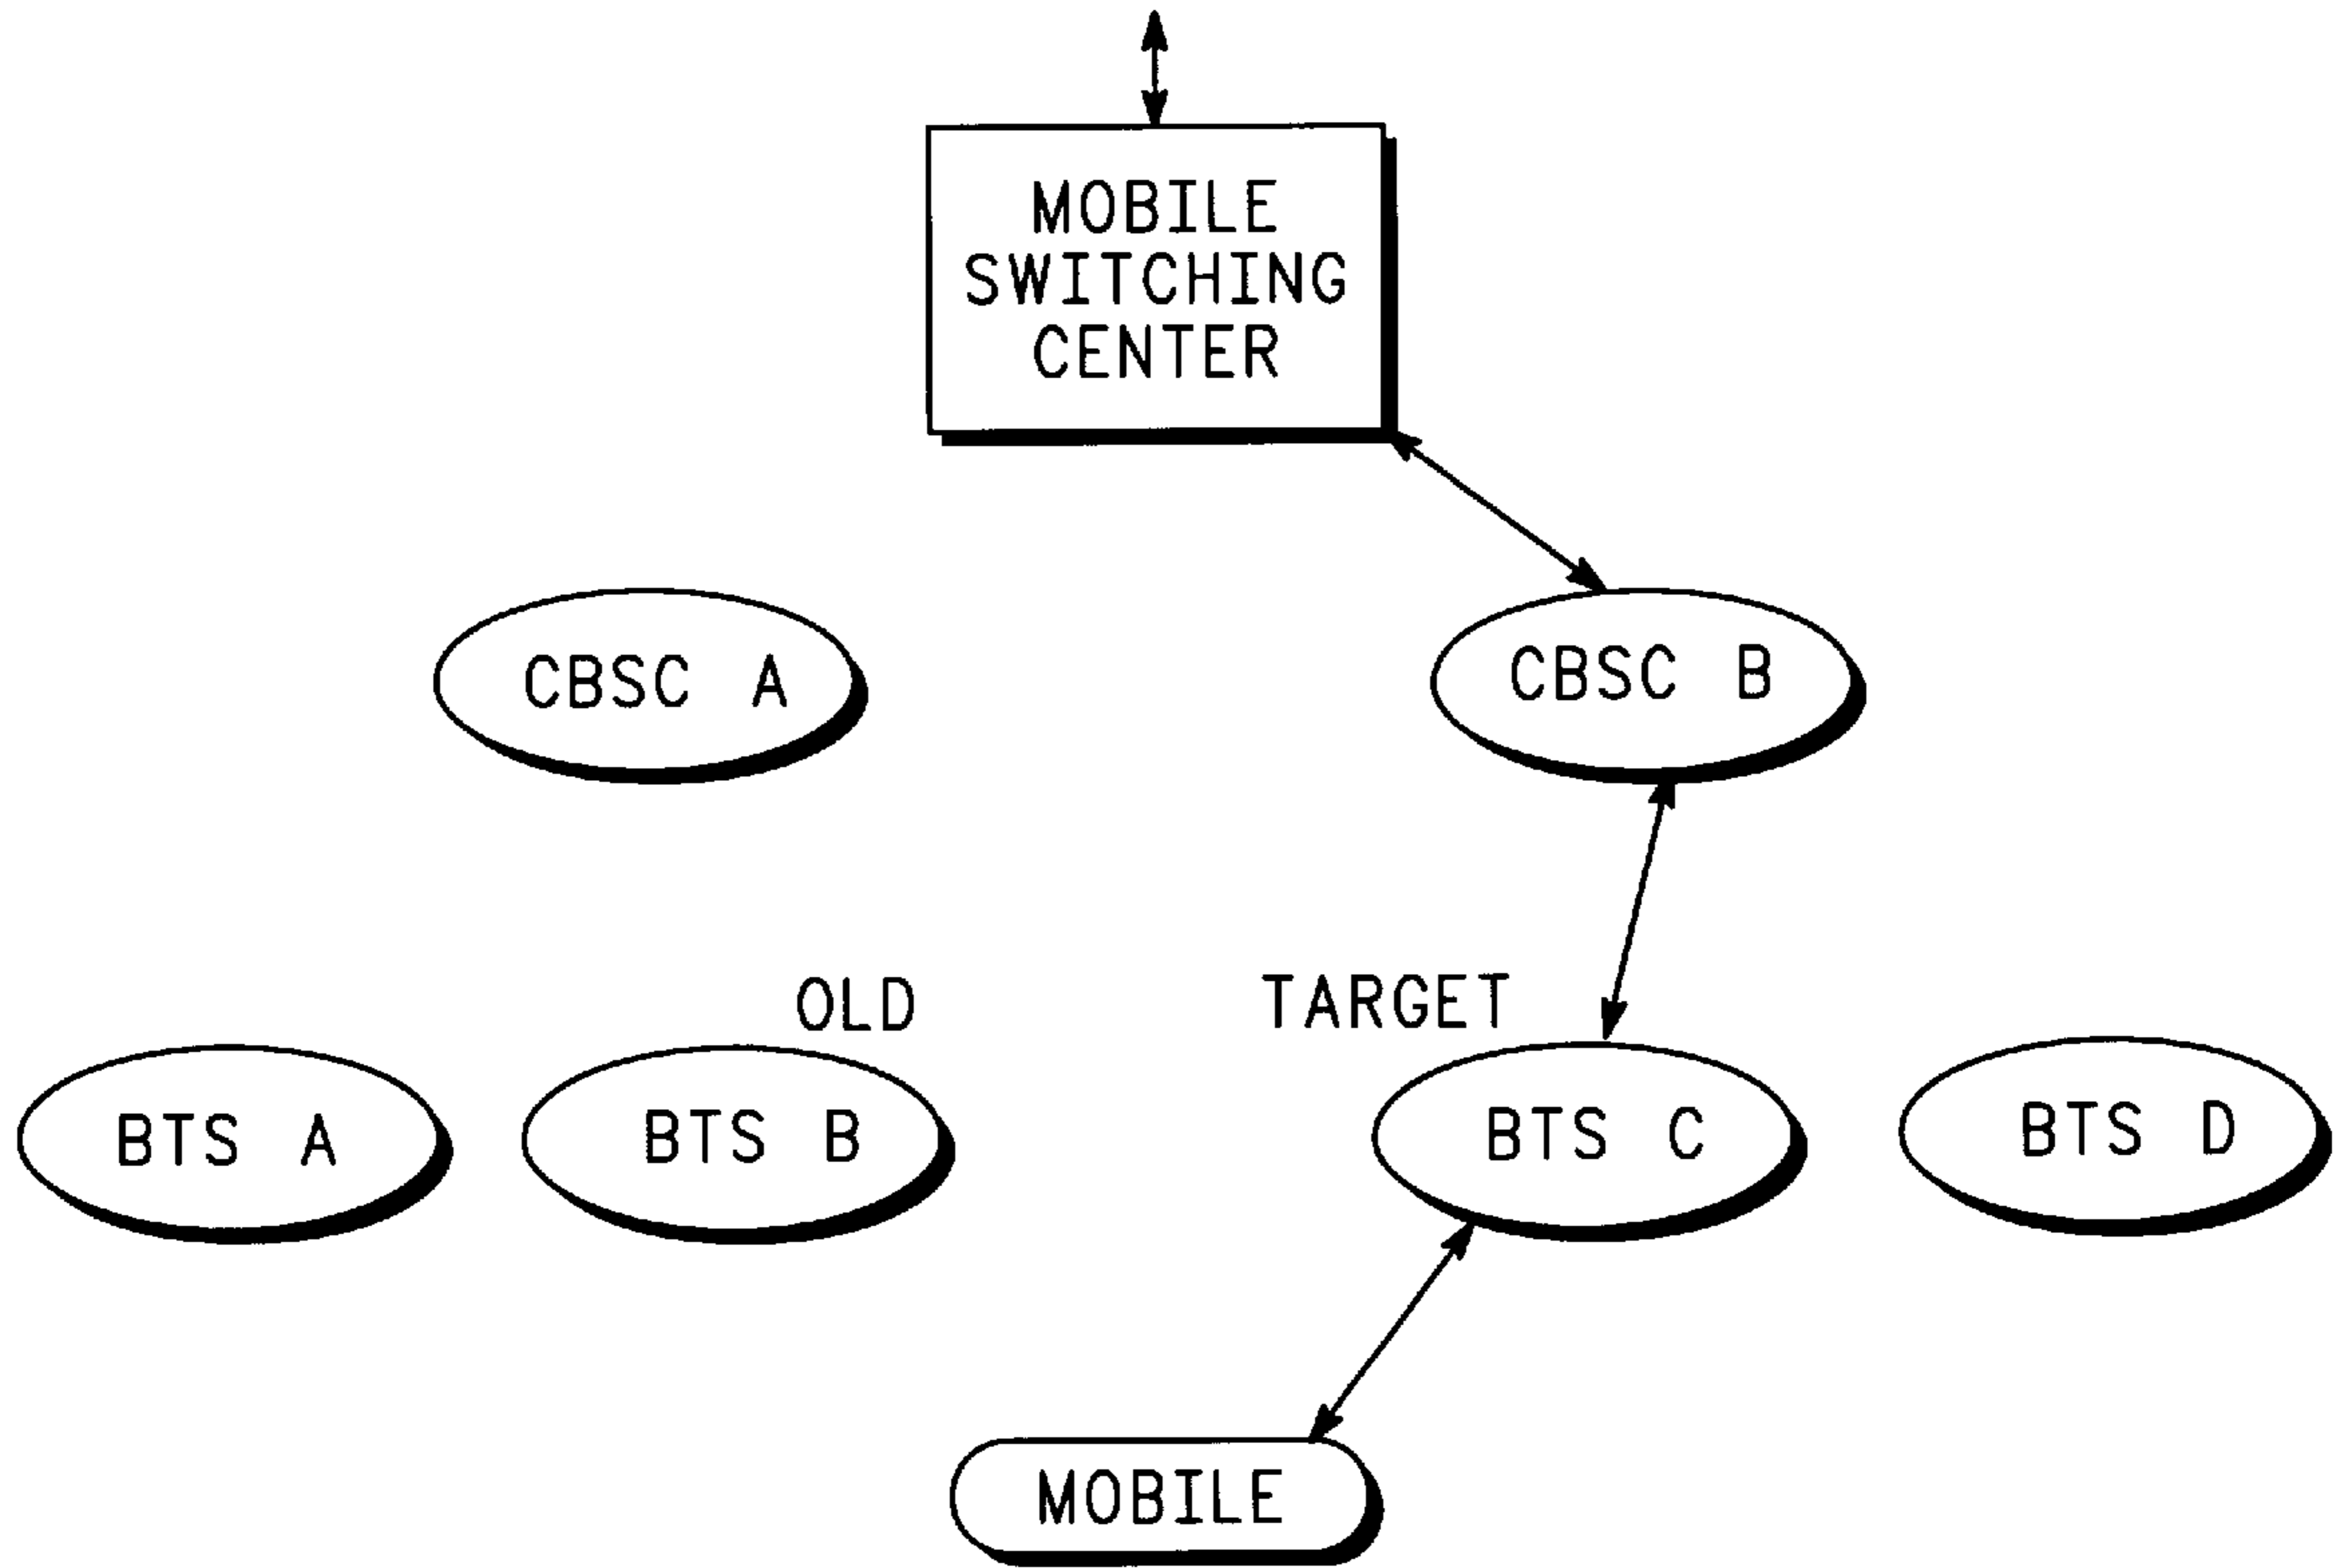 MOBILE
SWITCHING
CENTER
CBSC A
CBSC B
OLD
TARGET
BTS A
BTS B
BTS C
BTS D
MOBILE